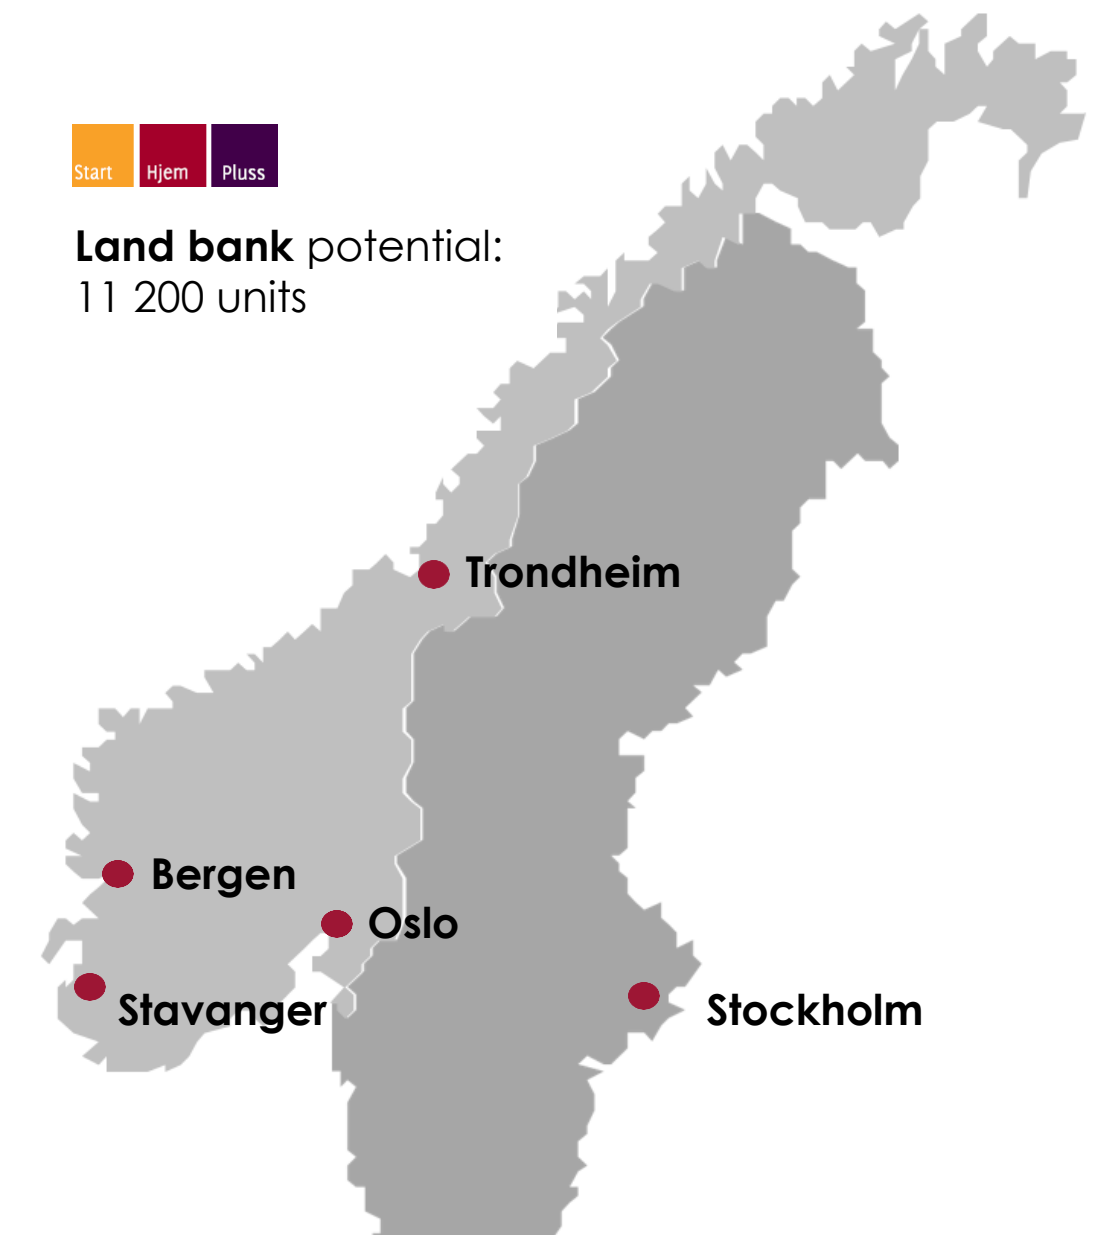 Start Hjem Pluss
Land bank potential:
11 200 units
Trondheim
Bergen
Oslo
Stavanger
Stockholm